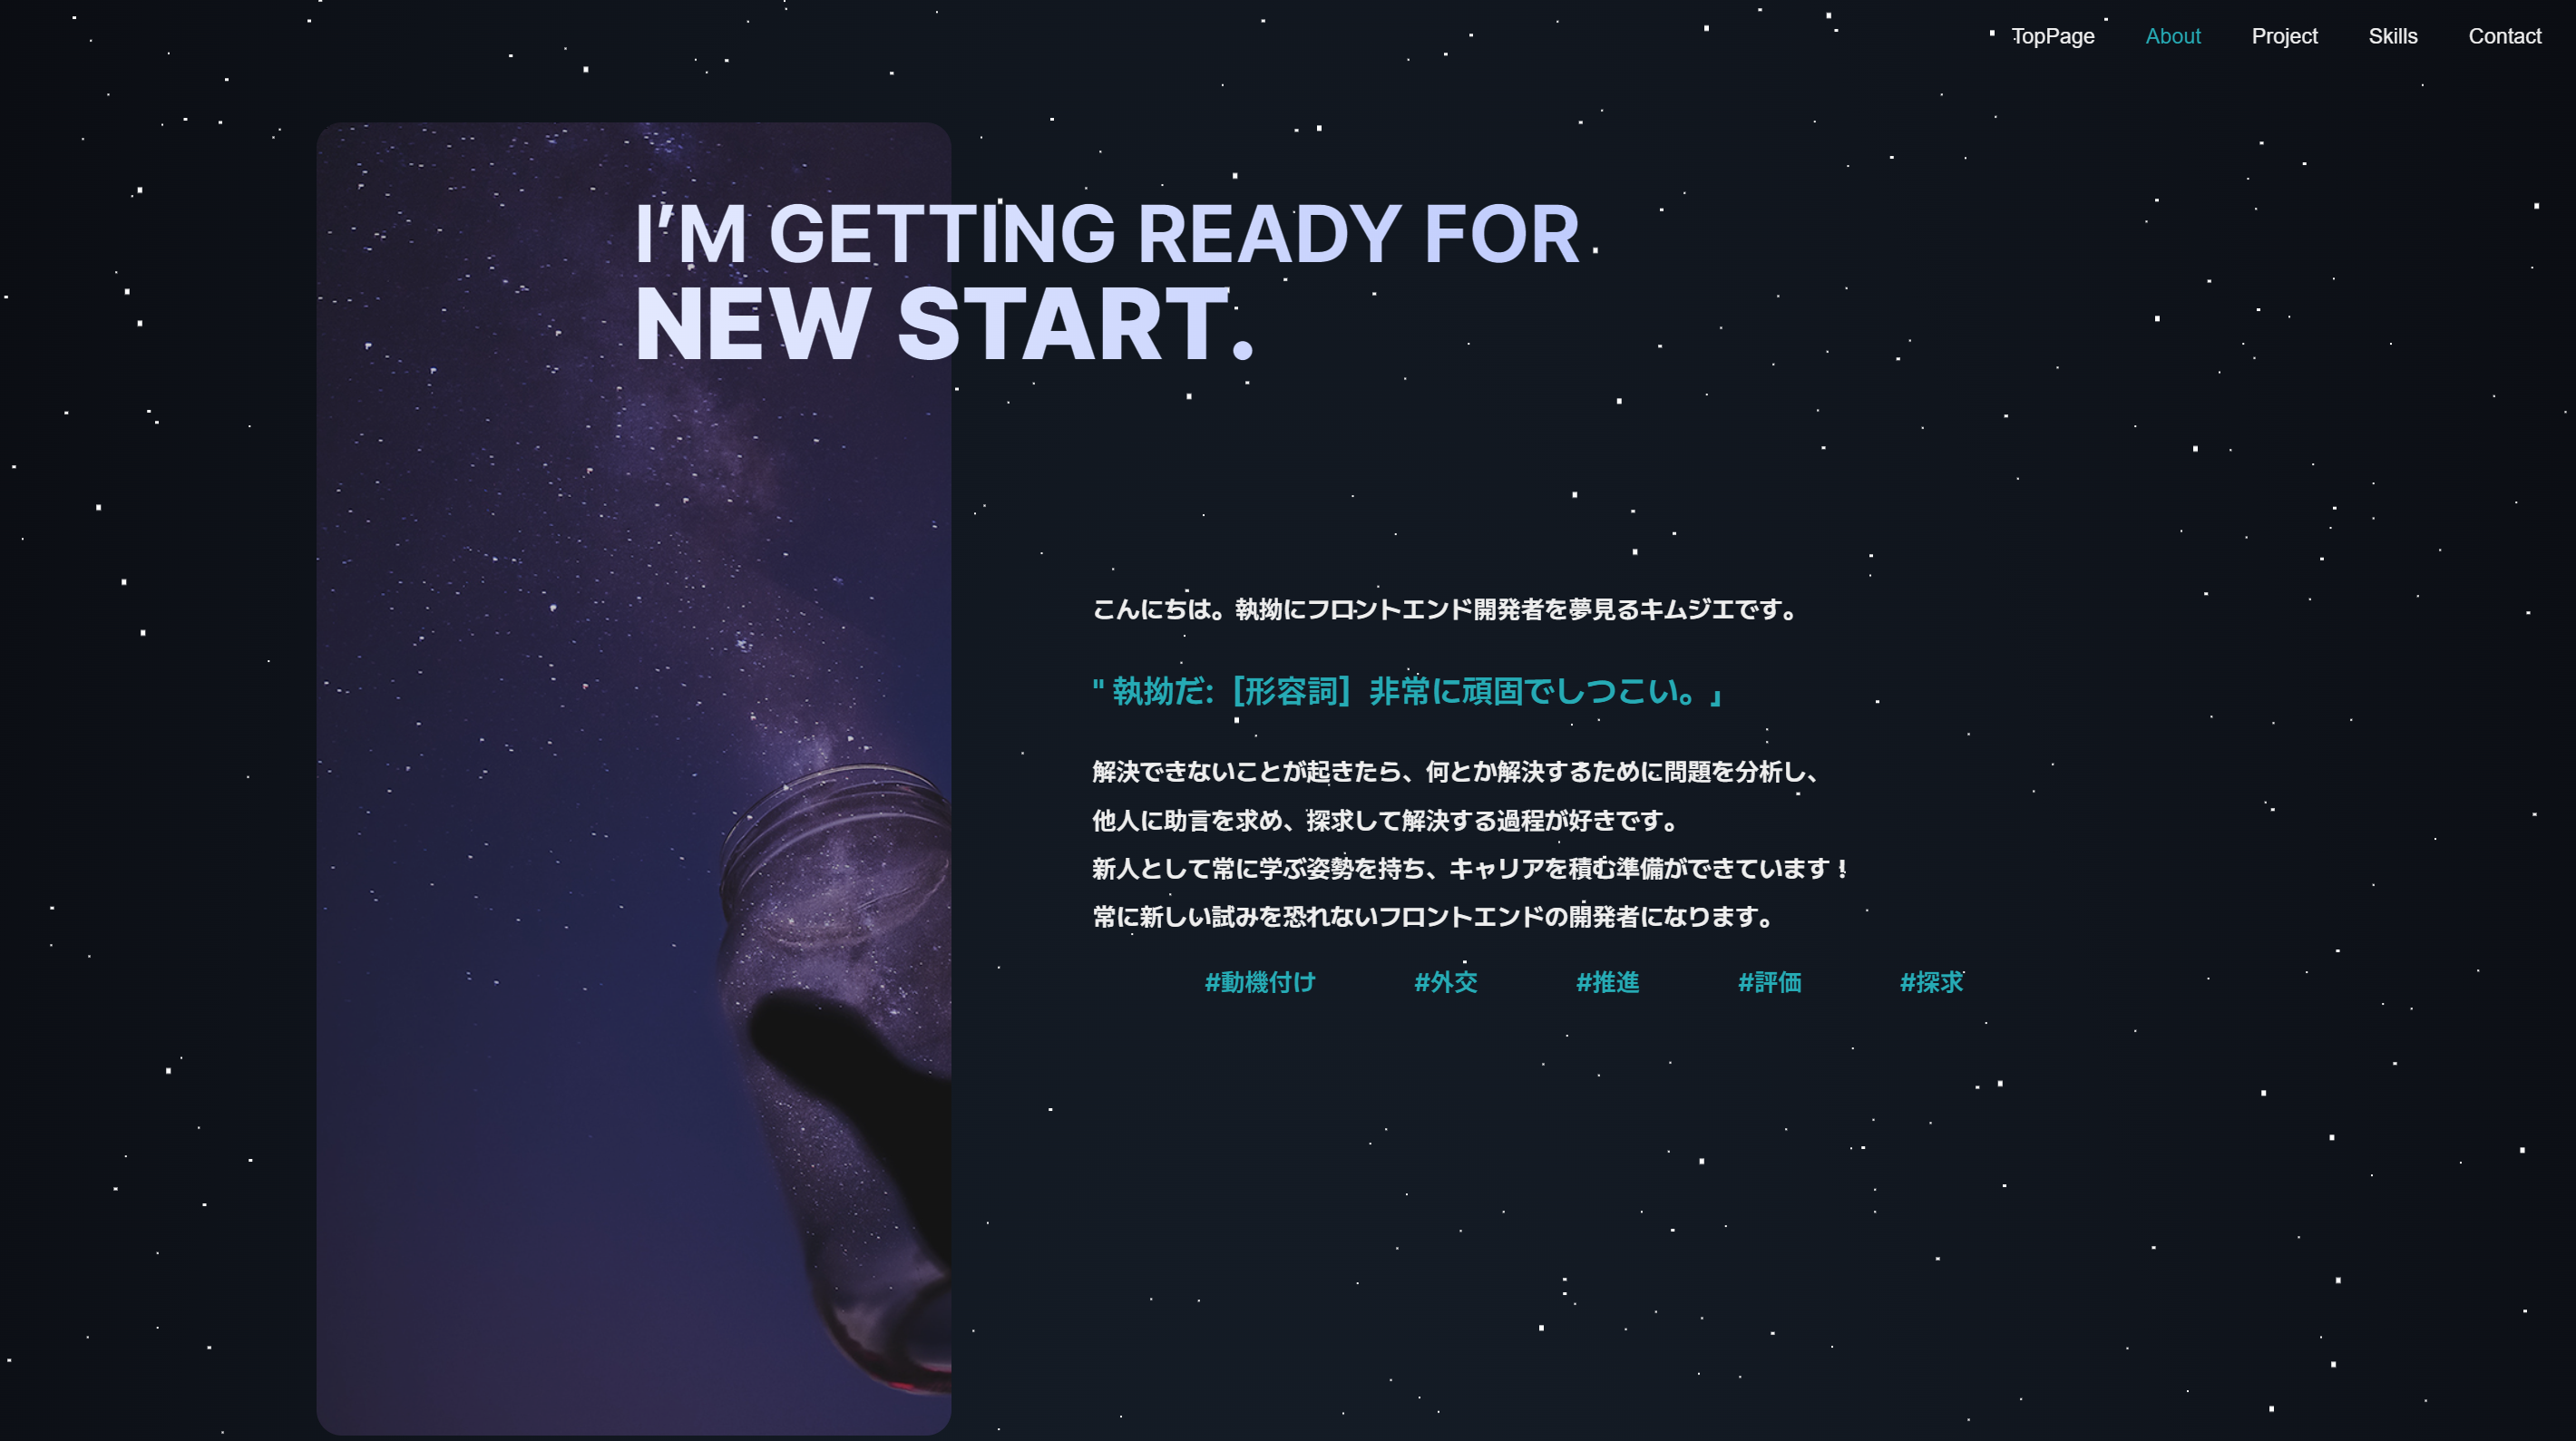 TopPage About Project Skills Contact
I'M GETTING READY FOR
NEW START.
こんにちは。執拗にフロントエンド開発者を夢見るキムジエです。
" 執拗だ:［形容詞］非常に頑固でしつこい。」
解決できないことが起きたら、何とか解決するために問題を分析し、
他人に助言を求め、探求して解決する過程が好きです。
新人として常に学ぶ姿勢を持ち、キャリアを積む準備ができています！
常に新しい試みを恐れないフロントエンドの開発者になります。
#動機付け #外交 #推進 #評価 #探求